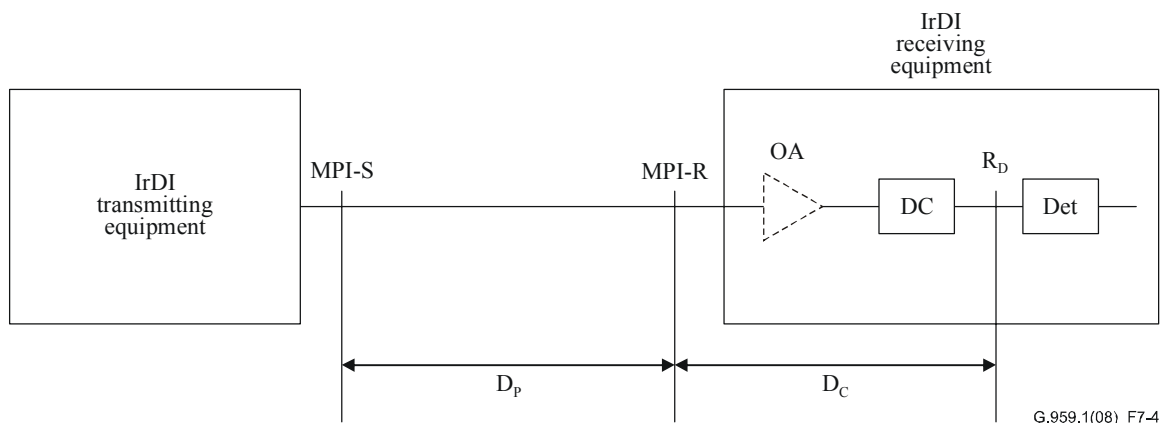 IrDI
receiving
equipment
IrDI
transmitting
equipment
MPI-S
MPI-R
OA
DC
R_D
Det
D_P
D_C
G.959.1(08)_F7-4